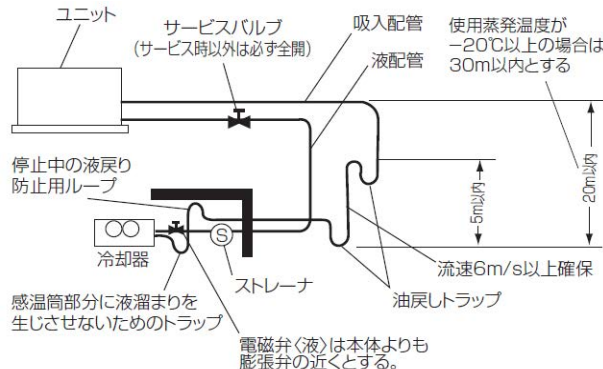 ユニット
サービスバルブ
(サービス時以外は必ず全開)
吸入配管
液配管
使用蒸発温度が
-20℃以上の場合は
30m以内とする
停止中の液戻り
防止用ループ
5m以内
20m以内
S
冷却器
ストレーナ
流速6m/s以上確保
油戻しトラップ
感温筒部分に液溜まりを
生じさせないためのトラップ
電磁弁〈液〉は本体よりも
膨張弁の近くとする。